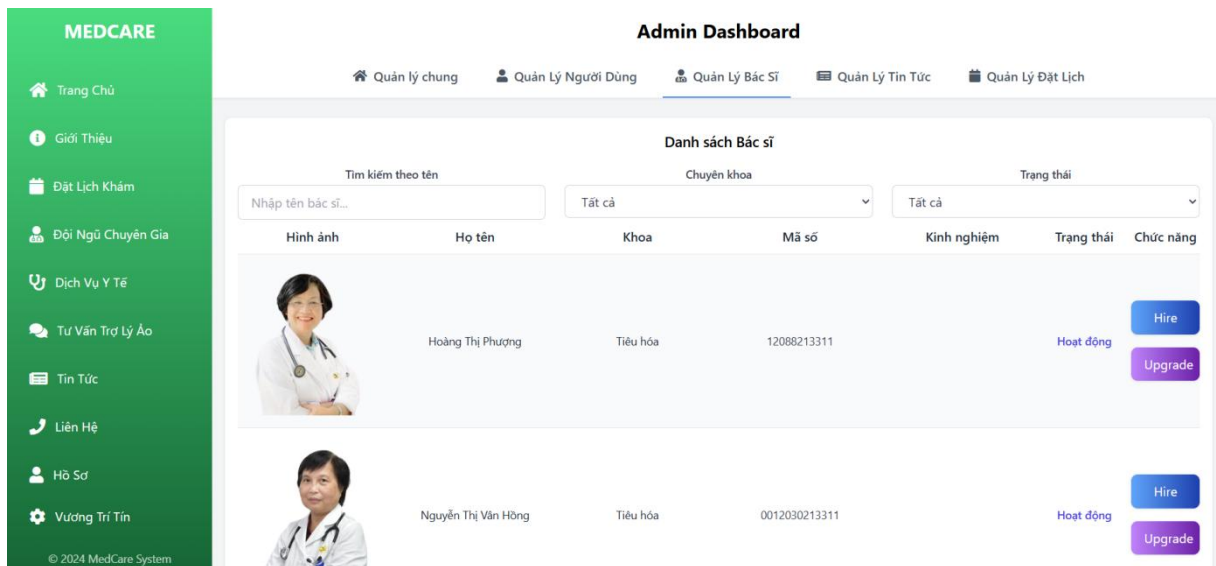 MEDCARE
Trang Chủ
Giới Thiệu
Đặt Lịch Khám
Đội Ngũ Chuyên Gia
Dịch Vụ Y Tế
Tư Vấn Trợ Lý Ảo
Tin Tức
Liên Hệ
Hồ Sơ
Vương Trí Tín
© 2024 MedCare System
Admin Dashboard
Quản lý chung Quản Lý Người Dùng Quản Lý Bác Sĩ Quản Lý Tin Tức Quản Lý Đặt Lịch
Danh sách Bác sĩ
Tìm kiếm theo tên Chuyên khoa Trạng thái
Nhập tên bác sĩ... Tất cả Tất cả
Hình ảnh Họ tên Khoa Mã số Kinh nghiệm Trạng thái Chức năng
Hoàng Thị Phượng Tiêu hóa 12088213311 Hoạt động Hire
Upgrade
Nguyễn Thị Vân Hồng Tiêu hóa 0012030213311 Hoạt động Hire
Upgrade